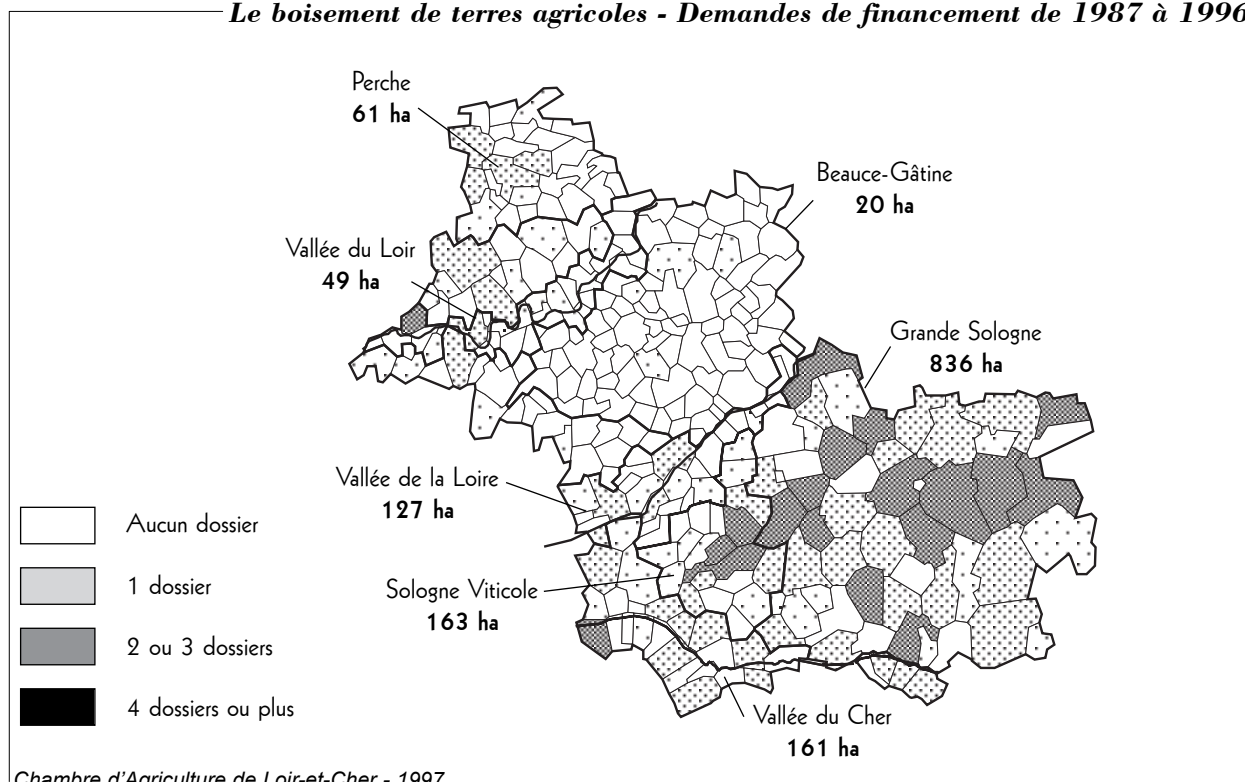 Le boisement de terres agricoles - Demandes de financement de 1987 à 1996
Perche
61 ha
Beauce-Gâtine
20 ha
Vallée du Loir
49 ha
Grande Sologne
836 ha
Vallée de la Loire
127 ha
Aucun dossier
1 dossier
Sologne Viticole
163 ha
2 ou 3 dossiers
4 dossiers ou plus
Vallée du Cher
161 ha
Chambre d'Agriculture de Loir-et-Cher - 1997